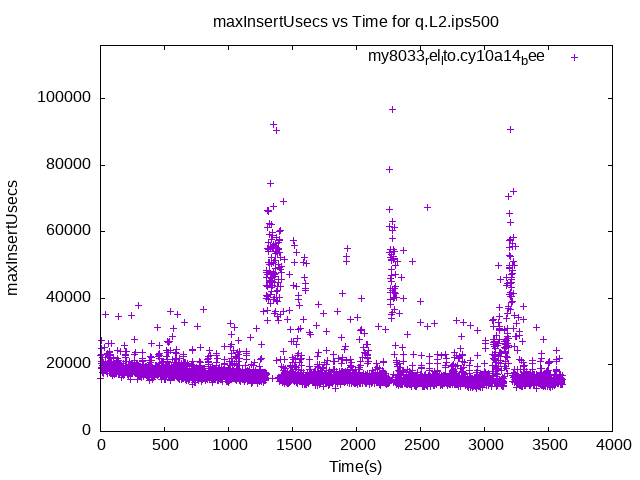 maxInsertUsecs vs Time for q.L2.ips500
my8033_rel_lto.cy10a14_bee
maxInsertUsecs
100000
80000
60000
40000
20000
0
0 500 1000 1500 2000 2500 3000 3500 4000
Time(s)